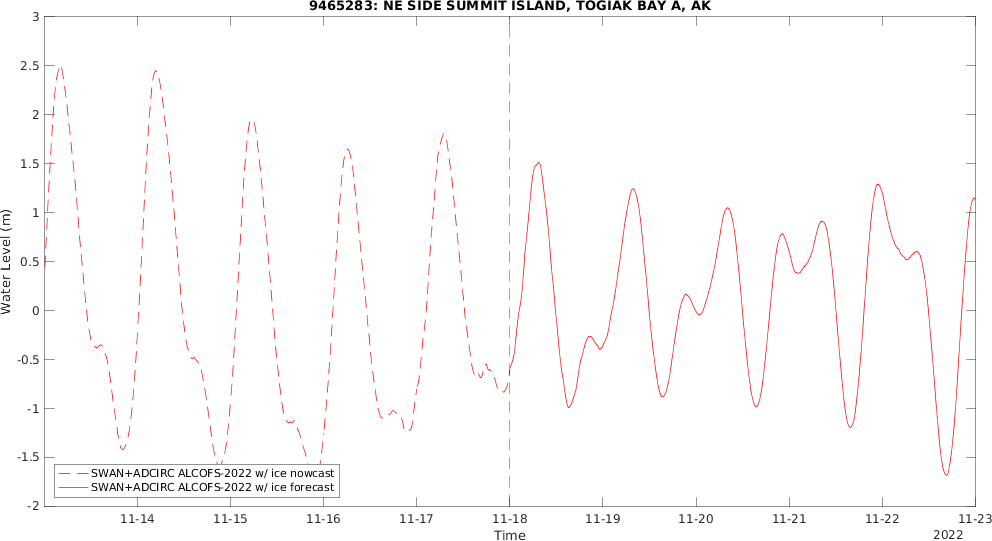 9465283: NE SIDE SUMMIT ISLAND, TOGIAK BAY A, AK
3
2.5
2
1.5
1
0.5
0
-0.5
-1
-1.5
-2
Water Level (m)
SWAN+ADCIRC ALCOFS-2022 w/ ice nowcast
SWAN+ADCIRC ALCOFS-2022 w/ ice forecast
11-14 11-15 11-16 11-17 11-18 11-19 11-20 11-21 11-22 11-23
Time
2022